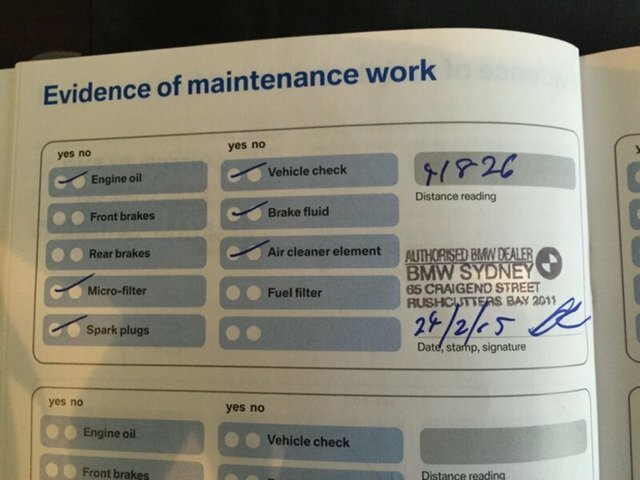 Evidence of maintenance work
yes no
Engine oil
Front brakes
Rear brakes
Micro-filter
Spark plugs
yes no
Vehicle check
Brake fluid
Air cleaner element
Fuel filter
41826
Distance reading
AUTHORISED BMW DEALER
BMW SYDNEY
65 CRAIGEND STREET
RUSHCUTTERS BAY 2011
24/2/15
Date, stamp, signature
yes no
Engine oil
Front brakes
yes no
Vehicle check
Distance reading